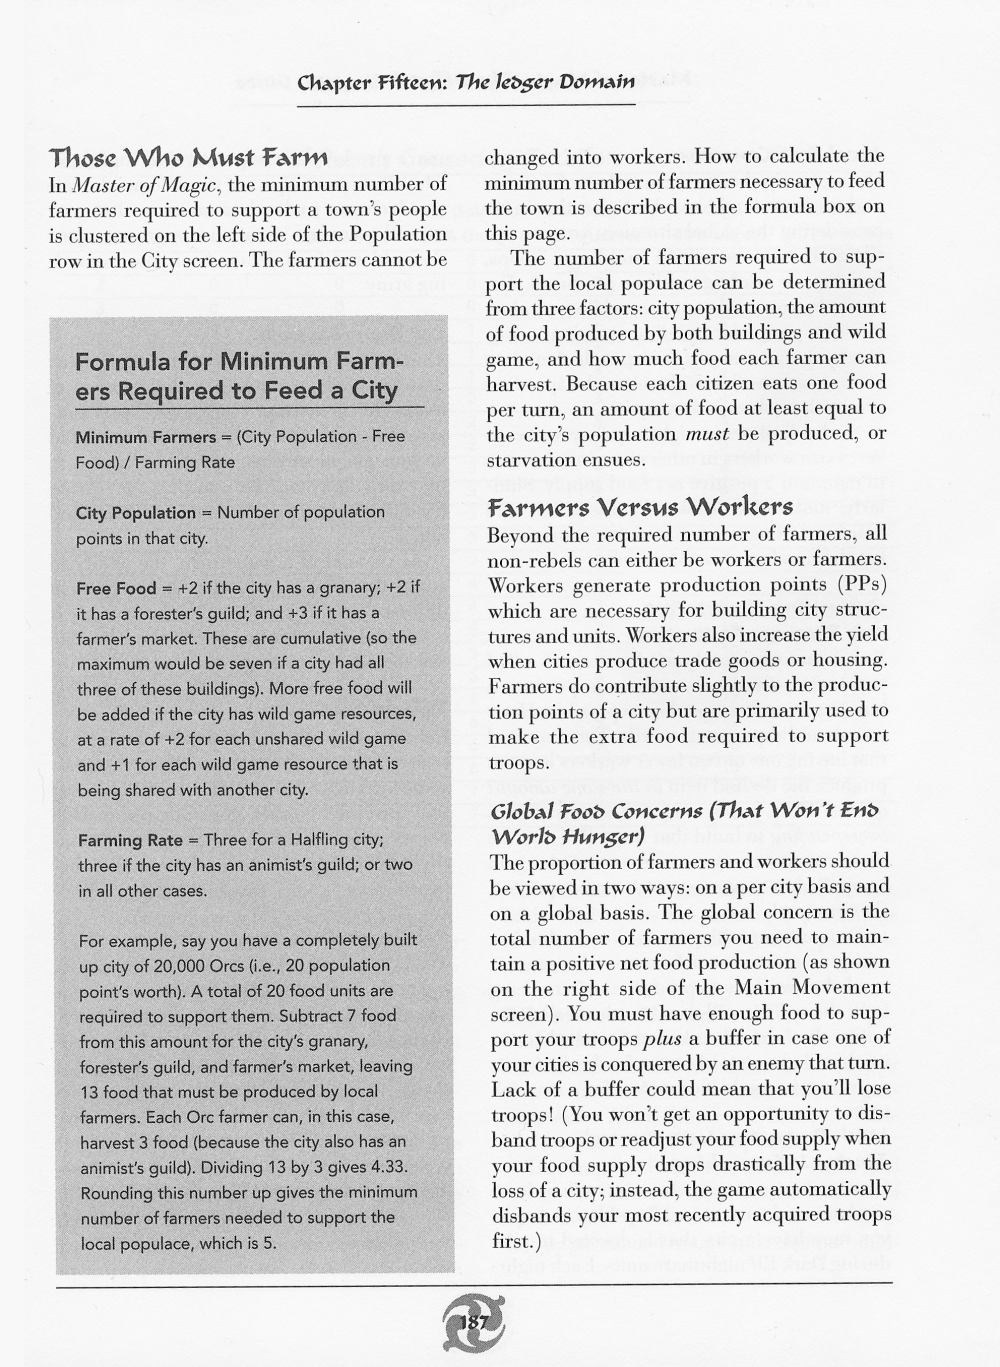 Chapter Fifteen: The ledger Domain
Those Who Must Farm
In Master of Magic, the minimum number of
farmers required to support a town's people
is clustered on the left side of the Population
row in the City screen. The farmers cannot be
Formula for Minimum Farm-
ers Required to Feed a City
Minimum Farmers = (City Population - Free
Food) / Farming Rate
City Population = Number of population
points in that city.
Free Food = +2 if the city has a granary; +2 if
it has a forester's guild; and +3 if it has a
farmer's market. These are cumulative (so the
maximum would be seven if a city had all
three of these buildings). More free food will
be added if the city has wild game resources,
at a rate of +2 for each unshared wild game
and +1 for each wild game resource that is
being shared with another city.
Farming Rate = Three for a Halfling city;
three if the city has an animist's guild; or two
in all other cases.
For example, say you have a completely built
up city of 20,000 Orcs (i.e., 20 population
point's worth). A total of 20 food units are
required to support them. Subtract 7 food
from this amount for the city's granary,
forester's guild, and farmer's market, leaving
13 food that must be produced by local
farmers. Each Orc farmer can, in this case,
harvest 3 food (because the city also has an
animist's guild). Dividing 13 by 3 gives 4.33.
Rounding this number up gives the minimum
number of farmers needed to support the
local populace, which is 5.
changed into workers. How to calculate the
minimum number of farmers necessary to feed
the town is described in the formula box on
this page.
The number of farmers required to sup-
port the local populace can be determined
from three factors: city population, the amount
of food produced by both buildings and wild
game, and how much food each farmer can
harvest. Because each citizen eats one food
per turn, an amount of food at least equal to
the city's population must be produced, or
starvation ensues.
Farmers Versus Workers
Beyond the required number of farmers, all
non-rebels can either be workers or farmers.
Workers generate production points (PPs)
which are necessary for building city struc-
tures and units. Workers also increase the yield
when cities produce trade goods or housing.
Farmers do contribute slightly to the produc-
tion points of a city but are primarily used to
make the extra food required to support
troops.
Global Food Concerns (That Won't End
World Hunger)
The proportion of farmers and workers should
be viewed in two ways: on a per city basis and
on a global basis. The global concern is the
total number of farmers you need to main-
tain a positive net food production (as shown
on the right side of the Main Movement
screen). You must have enough food to sup-
port your troops plus a buffer in case one of
your cities is conquered by an enemy that turn.
Lack of a buffer could mean that you'll lose
troops! (You won't get an opportunity to dis-
band troops or readjust your food supply when
your food supply drops drastically from the
loss of a city; instead, the game automatically
disbands your most recently acquired troops
first.)
187